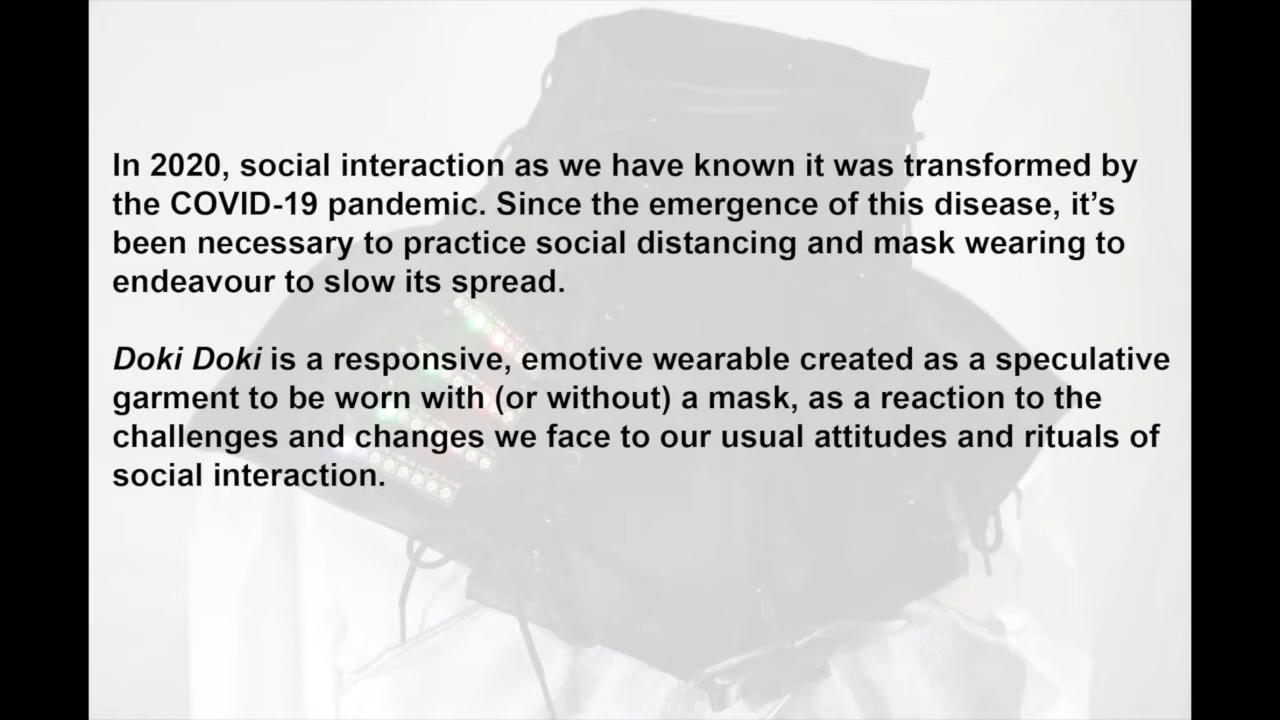 In 2020, social interaction as we have known it was transformed by
the COVID-19 pandemic. Since the emergence of this disease, it’s
been necessary to practice social distancing and mask wearing to
endeavour to slow its spread.
Doki Doki is a responsive, emotive wearable created as a speculative
garment to be worn with (or without) a mask, as a reaction to the
challenges and changes we face to our usual attitudes and rituals of
social interaction.